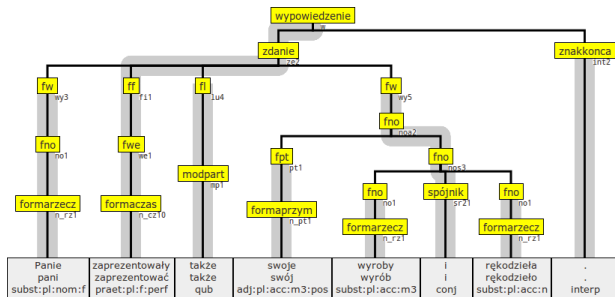 wypowiedzenie
zdanie znakkonca
ze2 int2
fw ff fl fw
wy3 fi1 lu4 wy5
fno
noa2
fno fwe fpt fno
no1 we1 pt1 nos3
modpart
mp1
fno spójnik fno
no1 sr21 no1
formarzecz formaczas formaprzym
n_rz1 n_cz10 n_pt1
formarzecz formarzecz
n_rz1 n_rz1
Panie zaprezentowały także swoje wyroby i rękodzieła .
pani zaprezentować także swój wyrób i rękodzieło .
subst:pl:nom:f praet:pl:f:perf qub adj:pl:acc:m3:pos subst:pl:acc:m3 conj subst:pl:acc:n interp